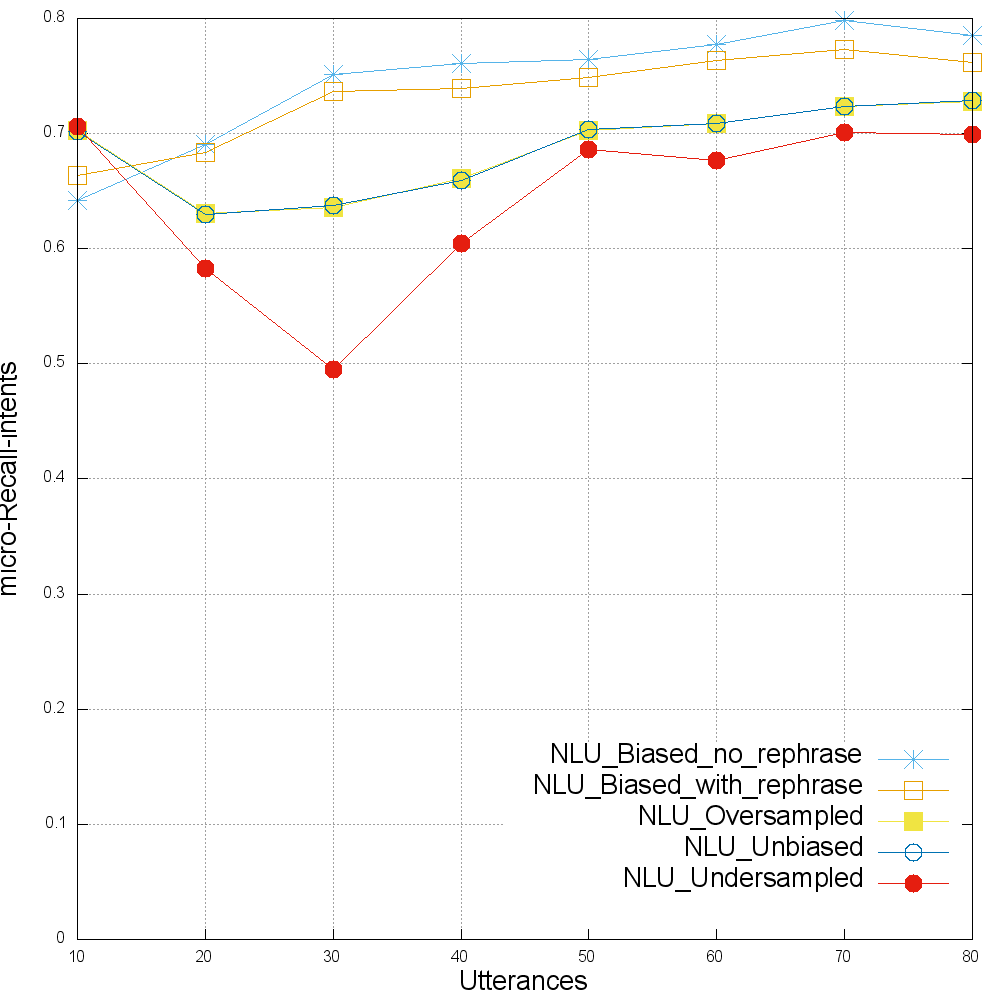 0.8
0.7
0.6
0.5
0.4
0.3
0.2
0.1
0
micro-Recall-intents
NLU_Biased_no_rephrase
NLU_Biased_with_rephrase
NLU_Oversampled
NLU_Unbiased
NLU_Undersampled
10 20 30 40 50 60 70 80
Utterances